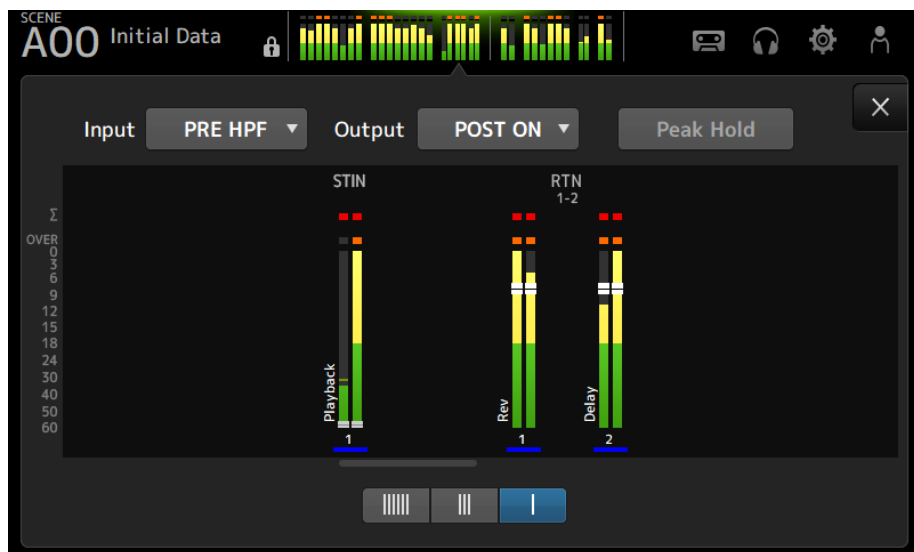 SCENE
A00 Initial Data
Input PRE HPF Output POST ON Peak Hold
STIN RTN
1-2
Σ
OVER
0
3
6
9
12
15
18
24
30
40
50
60
Playback
Rev
Delay
1 1 2